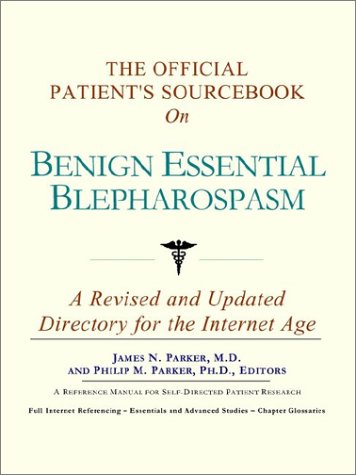 THE OFFICIAL
PATIENT'S SOURCEBOOK
On
BENIGN ESSENTIAL
BLEPHAROSPASM
A Revised and Updated
Directory for the Internet Age
JAMES N. PARKER, M.D.
AND PHILIP M. PARKER, PH.D., EDITORS
A REFERENCE MANUAL FOR SELF-DIRECTED PATIENT RESEARCH
Full Internet Referencing – Essentials and Advanced Studies – Chapter Glossaries